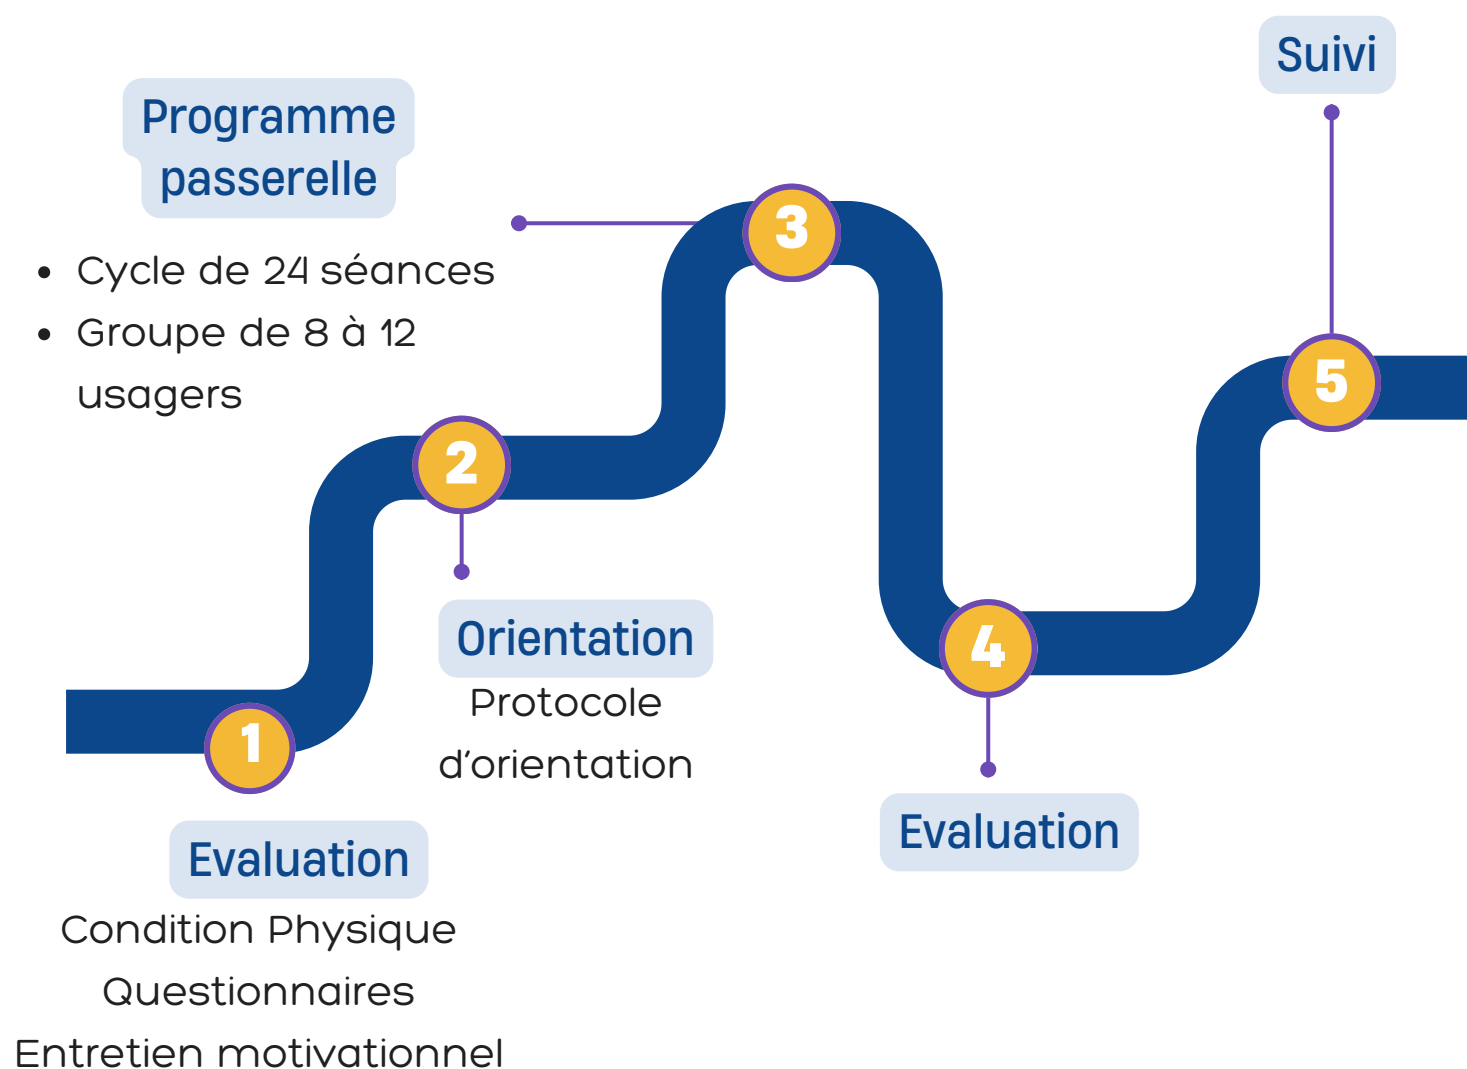 Suivi
Programme
passerelle
3
• Cycle de 24 séances
• Groupe de 8 à 12
usagers
5
2
Orientation
Protocole
d'orientation
4
1
Evaluation
Evaluation
Condition Physique
Questionnaires
Entretien motivationnel